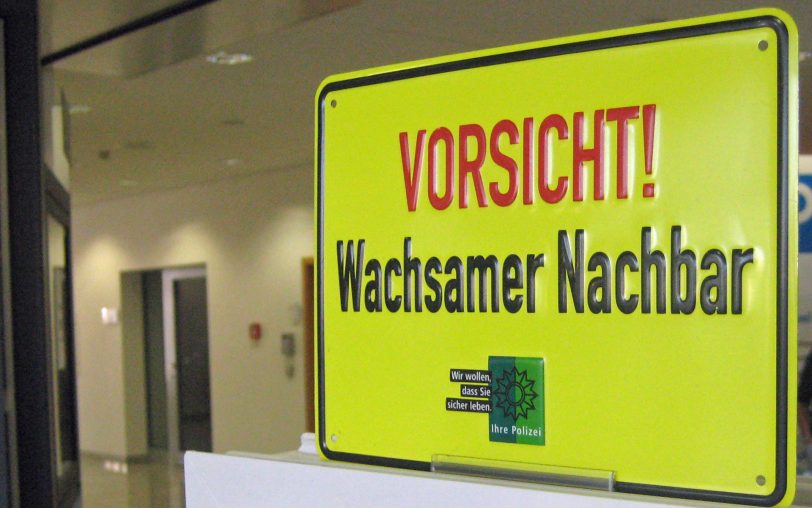 VORSICHT!
Wachsamer Nachbar
Wir wollen,
dass Sie
sicher leben.
Ihre Polizei